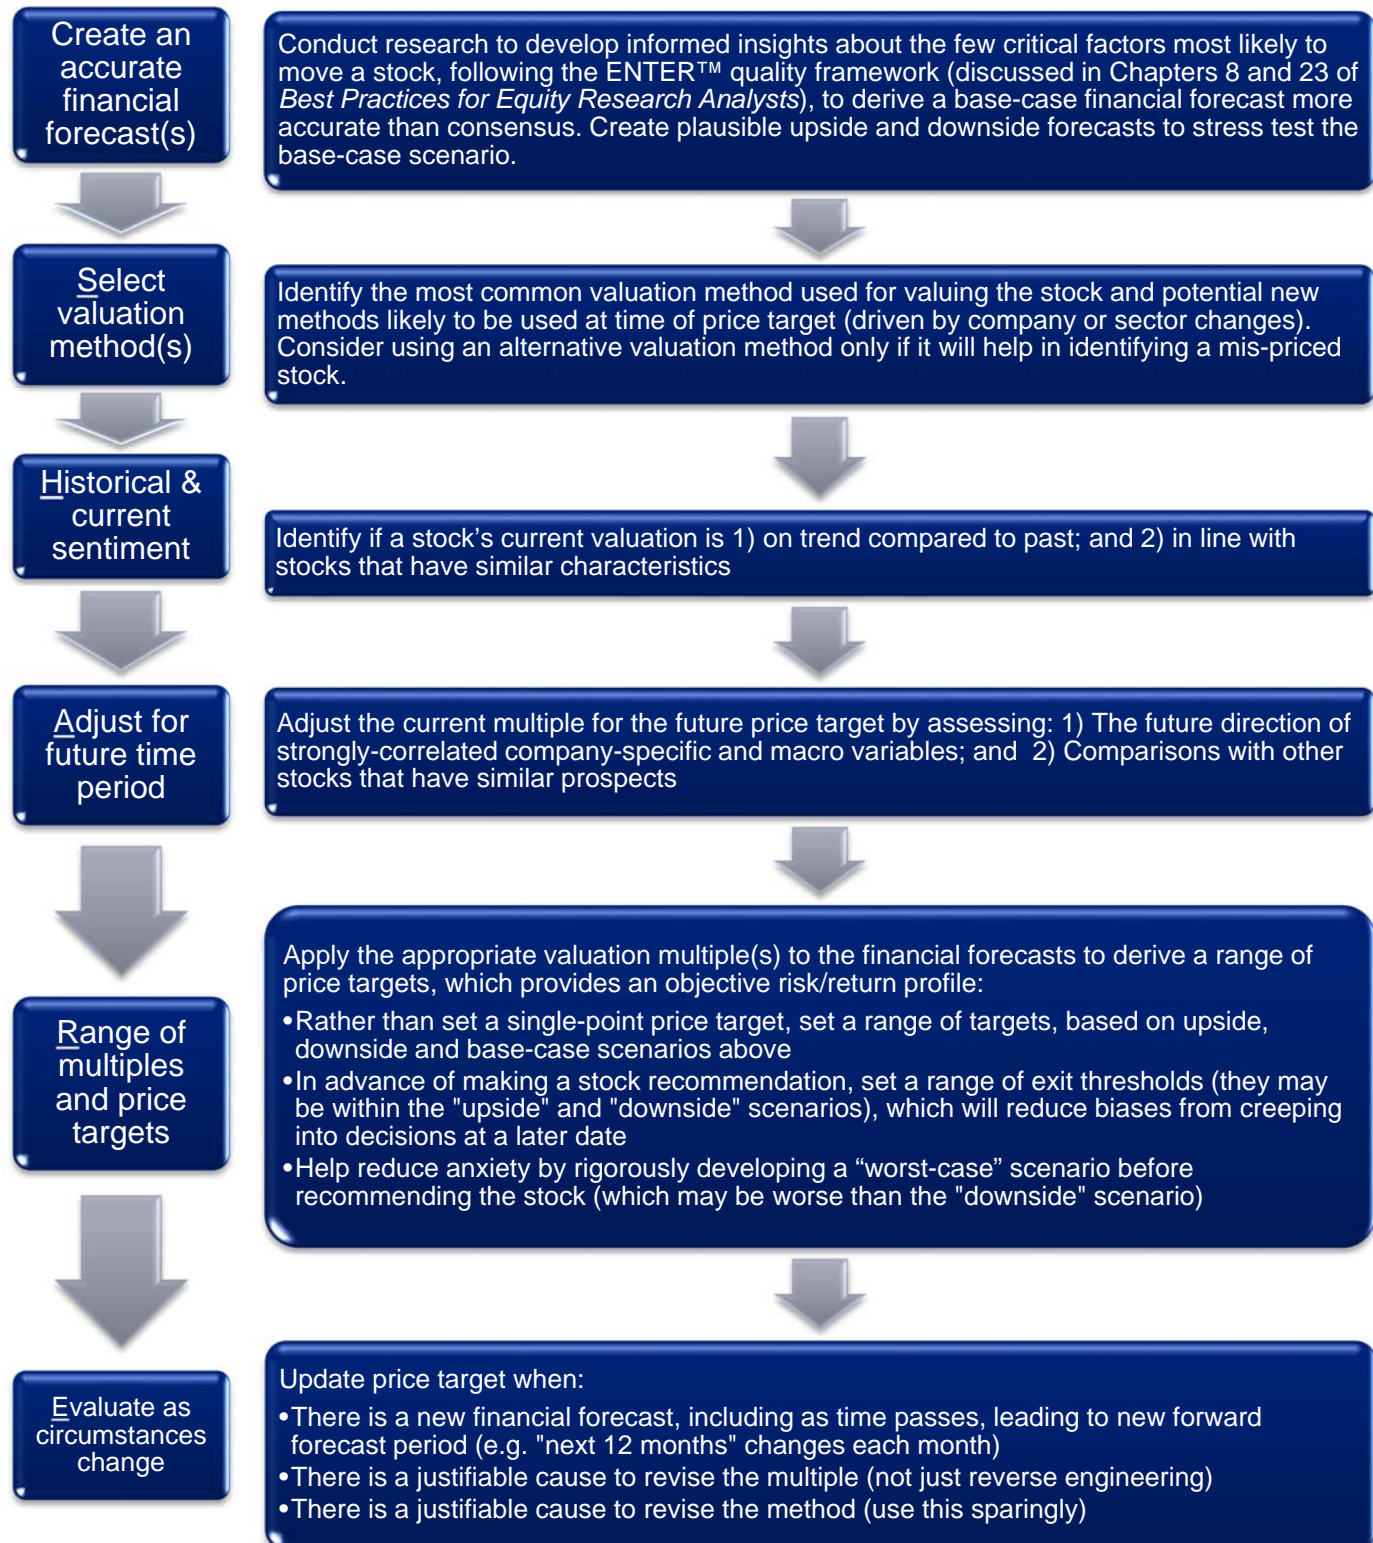 Create an
accurate
financial
forecast(s)
Conduct research to develop informed insights about the few critical factors most likely to
move a stock, following the ENTER™ quality framework (discussed in Chapters 8 and 23 of
Best Practices for Equity Research Analysts), to derive a base-case financial forecast more
accurate than consensus. Create plausible upside and downside forecasts to stress test the
base-case scenario.
Select
valuation
method(s)
Identify the most common valuation method used for valuing the stock and potential new
methods likely to be used at time of price target (driven by company or sector changes).
Consider using an alternative valuation method only if it will help in identifying a mis-priced
stock.
Historical &
current
sentiment
Identify if a stock's current valuation is 1) on trend compared to past; and 2) in line with
stocks that have similar characteristics
Adjust for
future time
period
Adjust the current multiple for the future price target by assessing: 1) The future direction of
strongly-correlated company-specific and macro variables; and 2) Comparisons with other
stocks that have similar prospects
Range of
multiples
and price
targets
Apply the appropriate valuation multiple(s) to the financial forecasts to derive a range of
price targets, which provides an objective risk/return profile:
•Rather than set a single-point price target, set a range of targets, based on upside,
downside and base-case scenarios above
•In advance of making a stock recommendation, set a range of exit thresholds (they may
be within the "upside" and "downside" scenarios), which will reduce biases from creeping
into decisions at a later date
•Help reduce anxiety by rigorously developing a “worst-case” scenario before
recommending the stock (which may be worse than the "downside" scenario)
Evaluate as
circumstances
change
Update price target when:
•There is a new financial forecast, including as time passes, leading to new forward
forecast period (e.g. "next 12 months" changes each month)
•There is a justifiable cause to revise the multiple (not just reverse engineering)
•There is a justifiable cause to revise the method (use this sparingly)